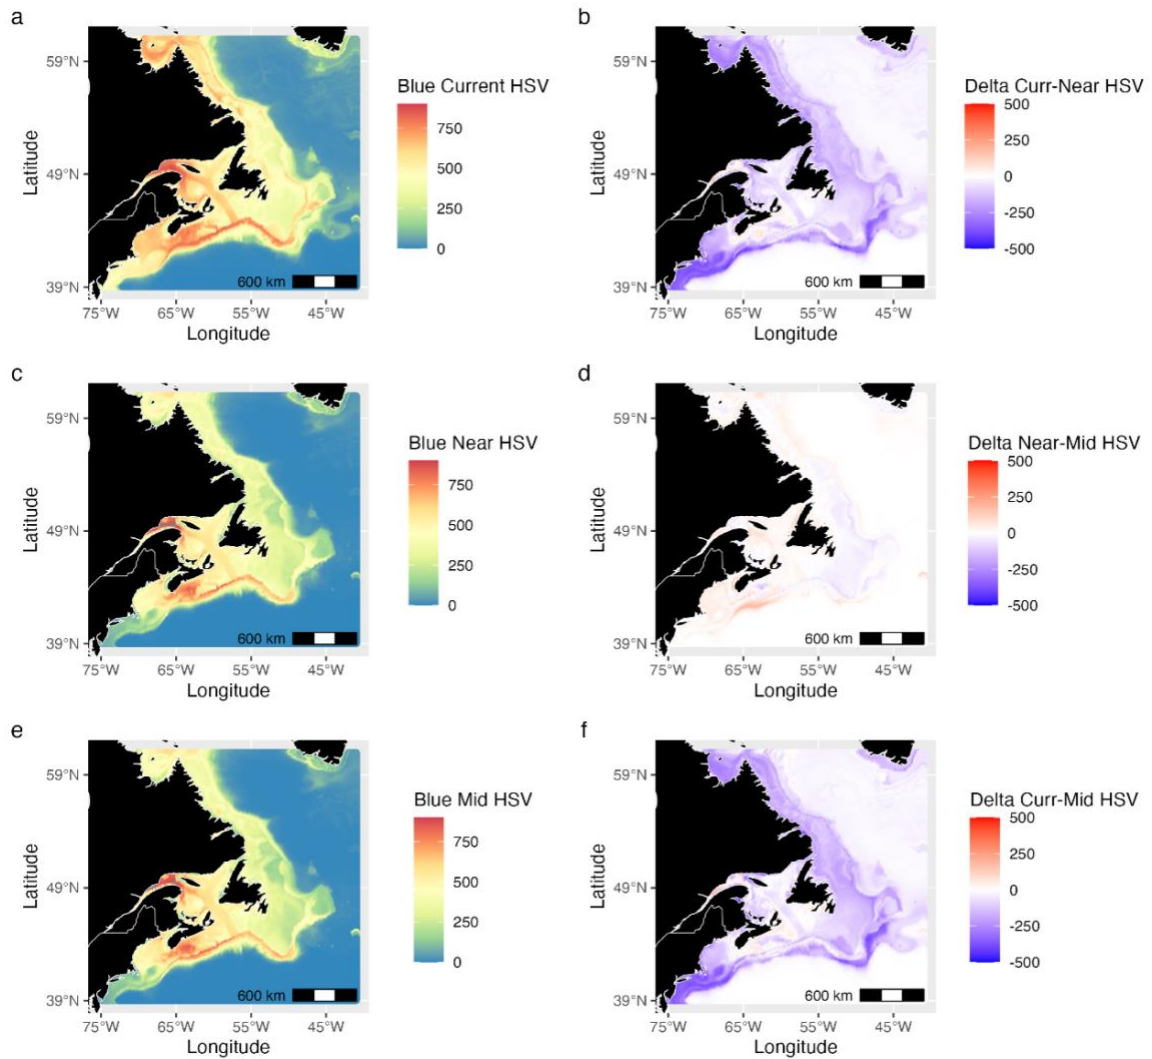 a
59°N
49°N
39°N
Latitude
75°W 65°W 55°W 45°W
Longitude
600 km
Blue Current HSV
750
500
250
0
b
59°N
49°N
39°N
Latitude
75°W 65°W 55°W 45°W
Longitude
600 km
Delta Curr-Near HSV
500
250
0
-250
-500
c
59°N
49°N
39°N
Latitude
75°W 65°W 55°W 45°W
Longitude
600 km
Blue Near HSV
750
500
250
0
d
59°N
49°N
39°N
Latitude
75°W 65°W 55°W 45°W
Longitude
600 km
Delta Near-Mid HSV
500
250
0
-250
-500
e
59°N
49°N
39°N
Latitude
75°W 65°W 55°W 45°W
Longitude
600 km
Blue Mid HSV
750
500
250
0
f
59°N
49°N
39°N
Latitude
75°W 65°W 55°W 45°W
Longitude
600 km
Delta Curr-Mid HSV
500
250
0
-250
-500